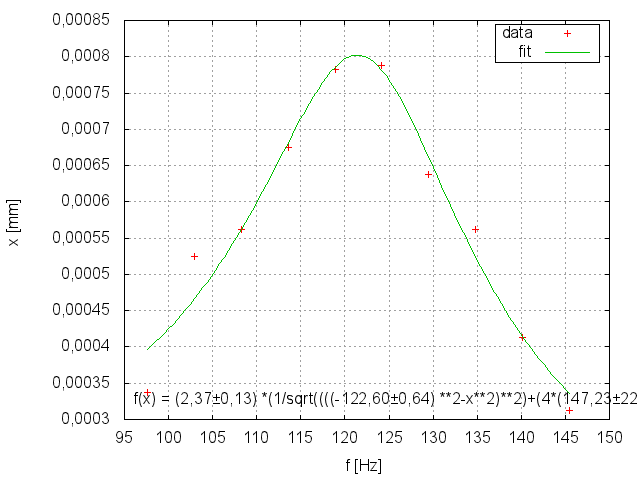 0,00085
0,0008
0,00075
0,0007
0,00065
0,0006
0,00055
0,0005
0,00045
0,0004
0,00035
0,0003
x [mm]
data
fit
f(x) = (2,37±0,13) *(1/sqrt((((-122,60±0,64) **2-x**2)**2)+(4*(147,23±22
95 100 105 110 115 120 125 130 135 140 145 150
f [Hz]